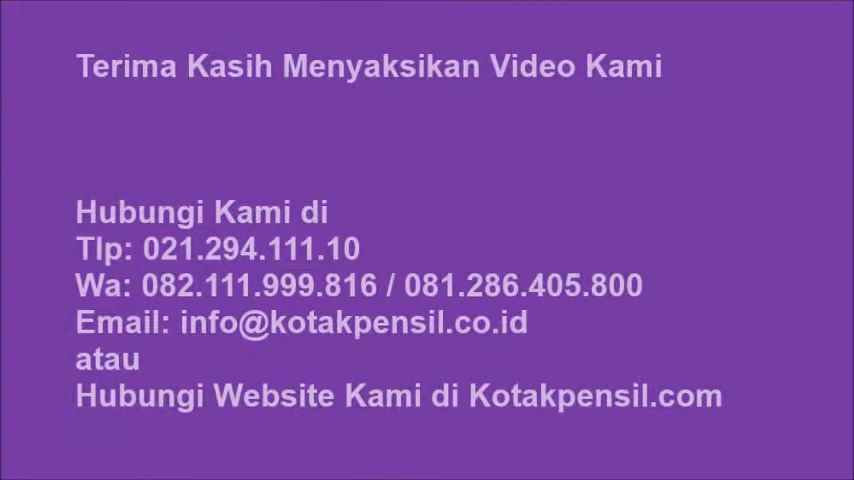 Terima Kasih Menyaksikan Video Kami
Hubungi Kami di
Tlp: 021.294.111.10
Wa: 082.111.999.816 / 081.286.405.800
Email: info@kotakpensil.co.id
atau
Hubungi Website Kami di Kotakpensil.com